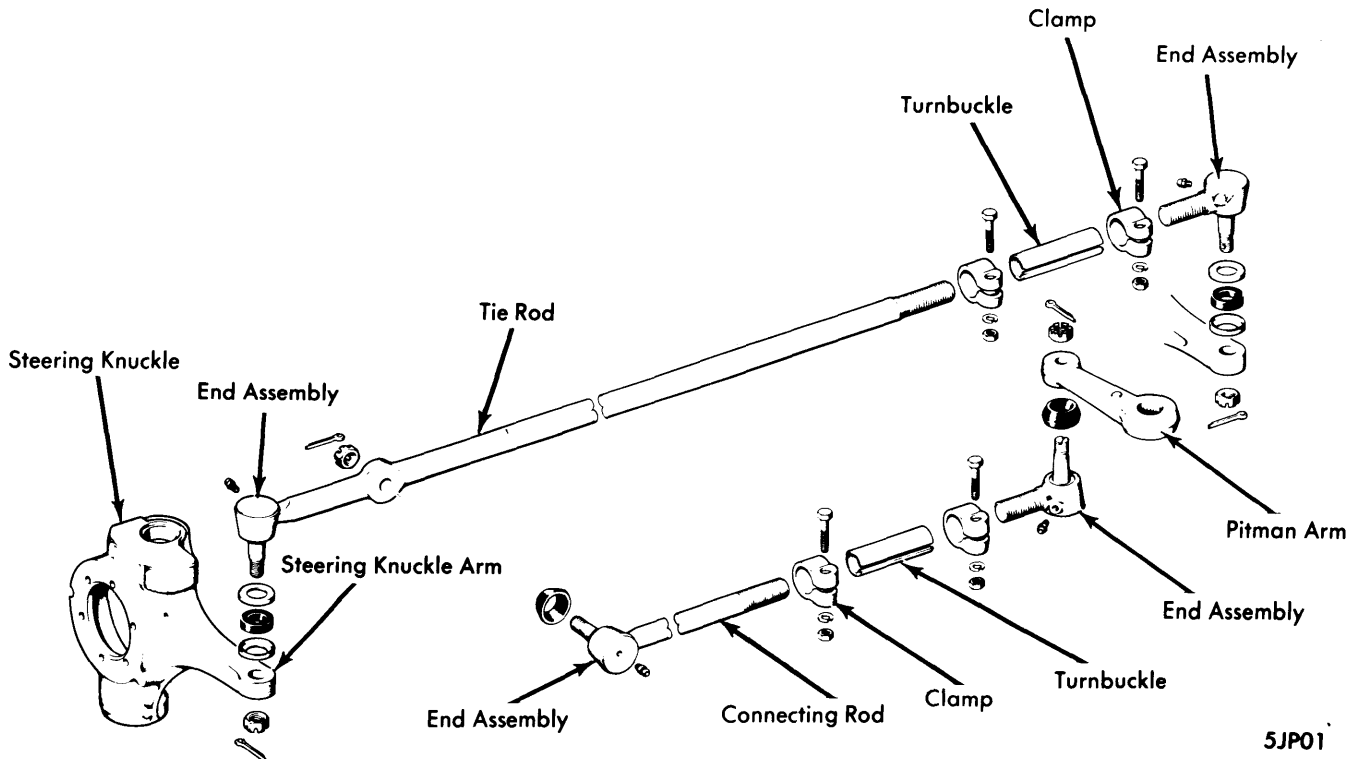 Clamp
End Assembly
Turnbuckle
Tie Rod
Steering Knuckle
End Assembly
Pitman Arm
Steering Knuckle Arm
End Assembly
Turnbuckle
Clamp
Connecting Rod
End Assembly
5JP01